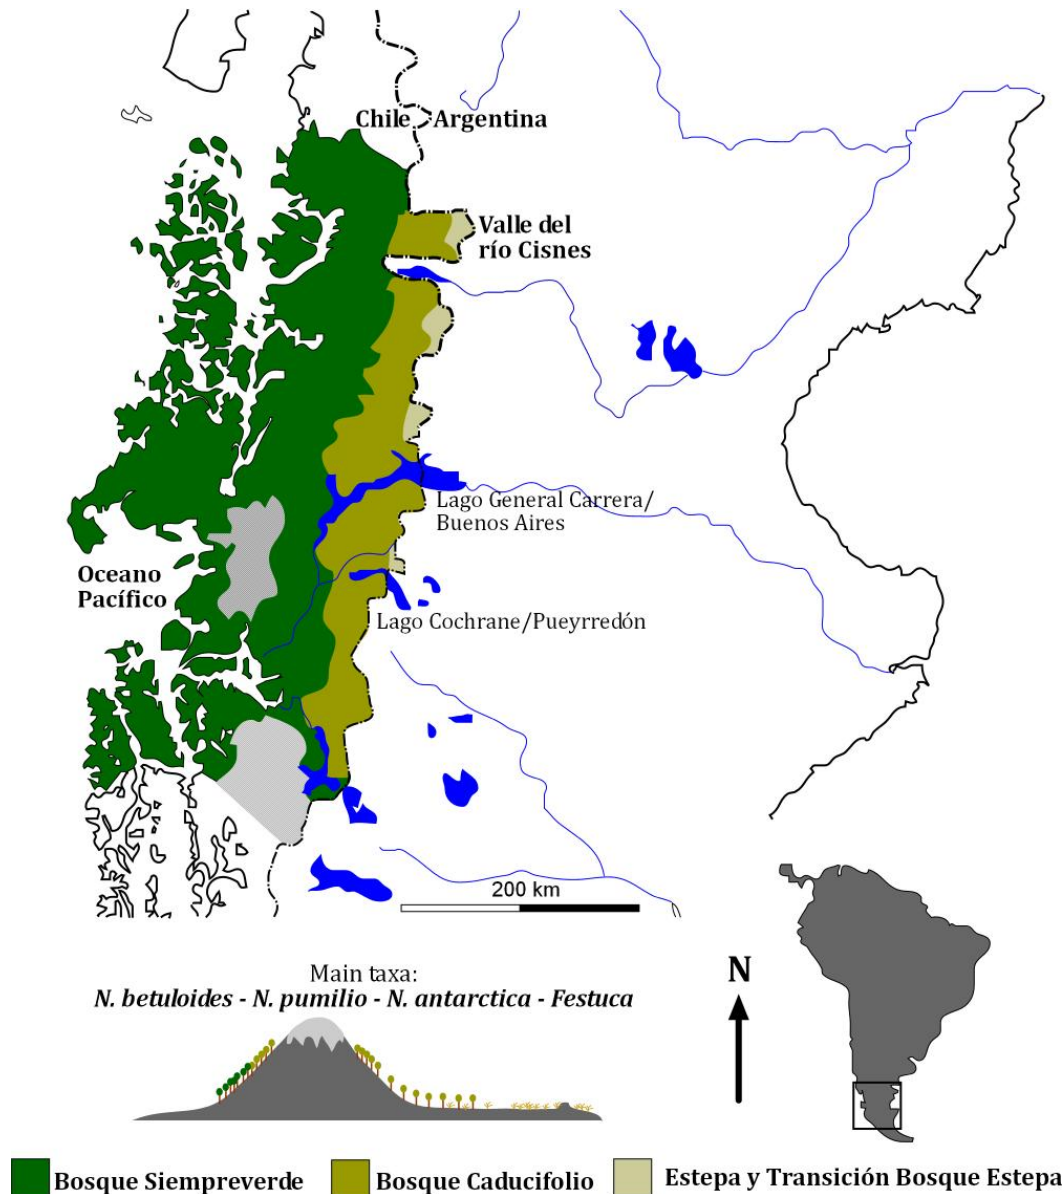 Chile Argentina
Valle del
río Cisnes
Lago General Carrera/
Buenos Aires
Oceano
Pacífico
Lago Cochrane/Pueyrredón
200 km
Main taxa:
N. betuloides - N. pumilio - N. antarctica - Festuca
N
Bosque Siempreverde
Bosque Caducifolio
Estepa y Transición Bosque Estepa